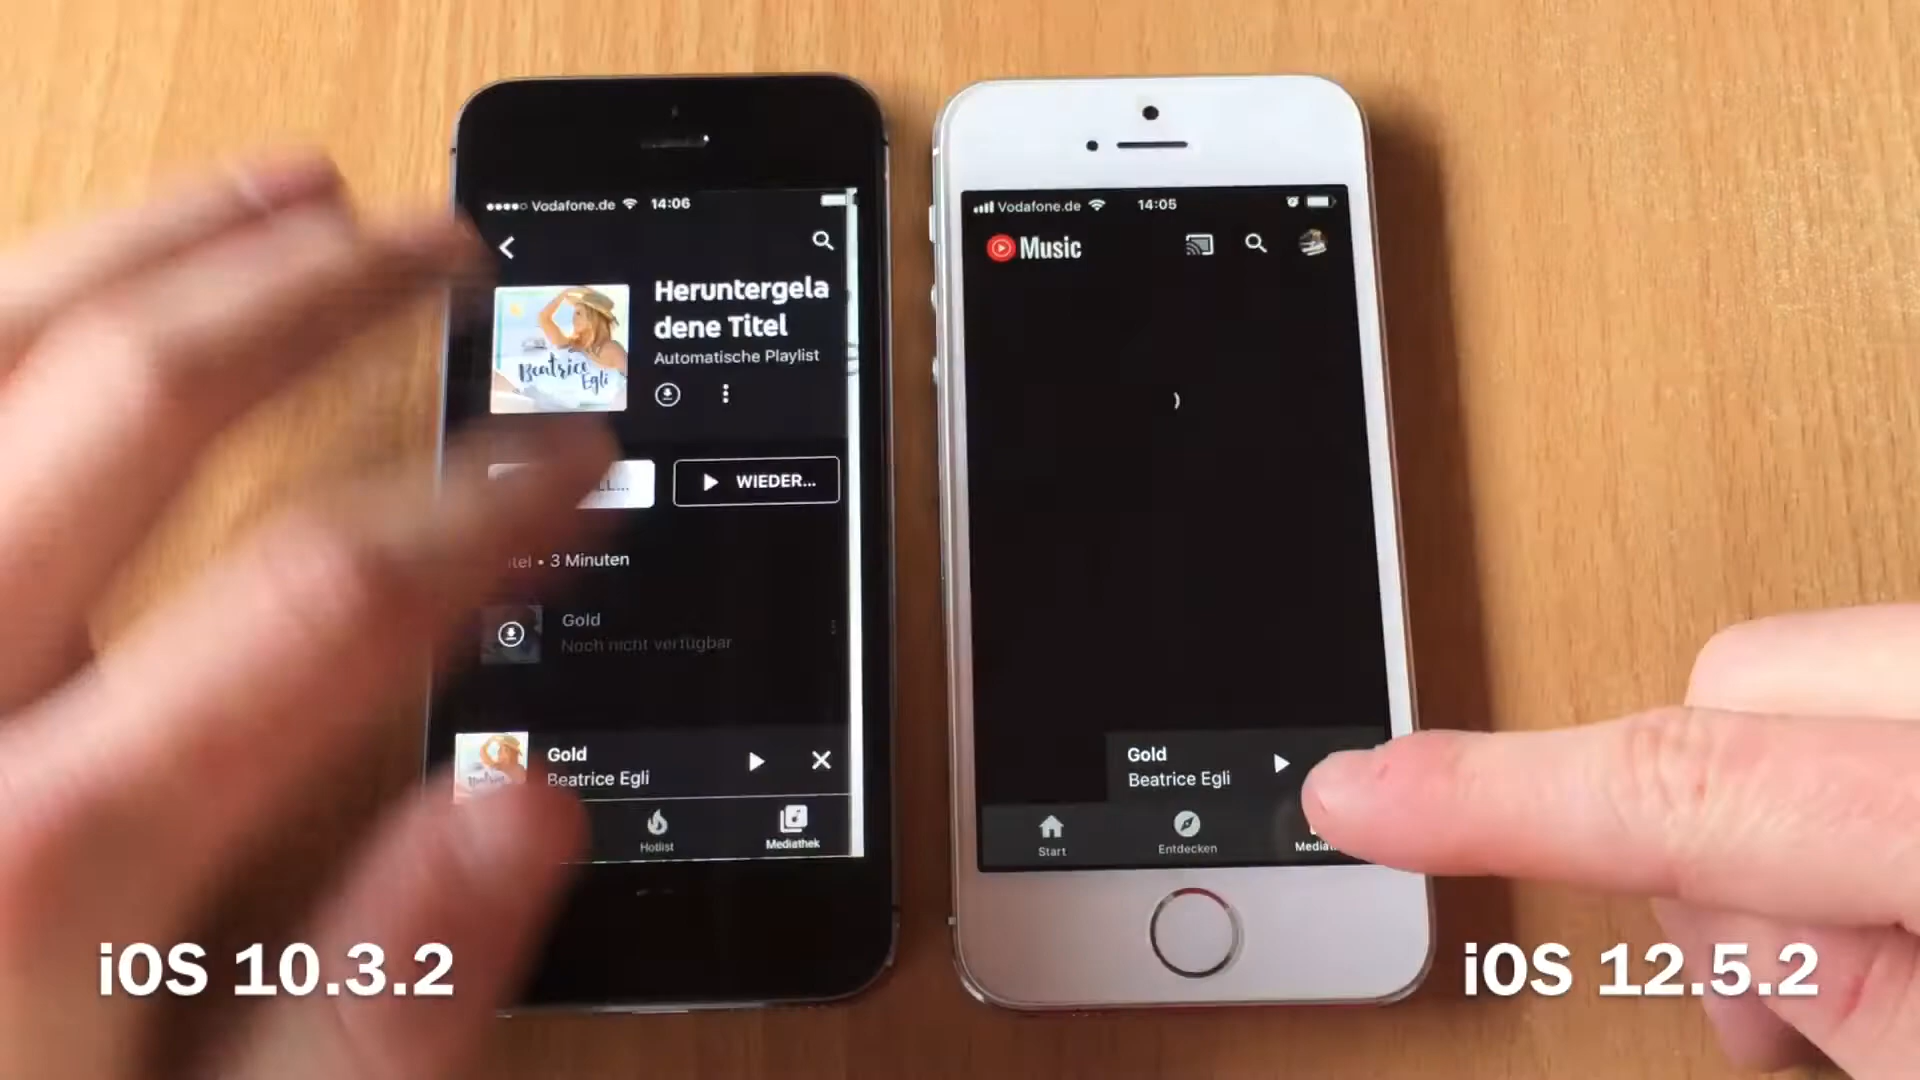 Vodafone.de 14:06
Heruntergela
dene Titel
Automatische Playlist
WIEDER...
3 Minuten
Gold
Noch nicht verfügbar
Gold
Beatrice Egli
Hotlist
Mediathek
Beatrice
Egli
Vodafone.de 14:05
Music
Gold
Beatrice Egli
Start
Entdecken
iOS 10.3.2
iOS 12.5.2